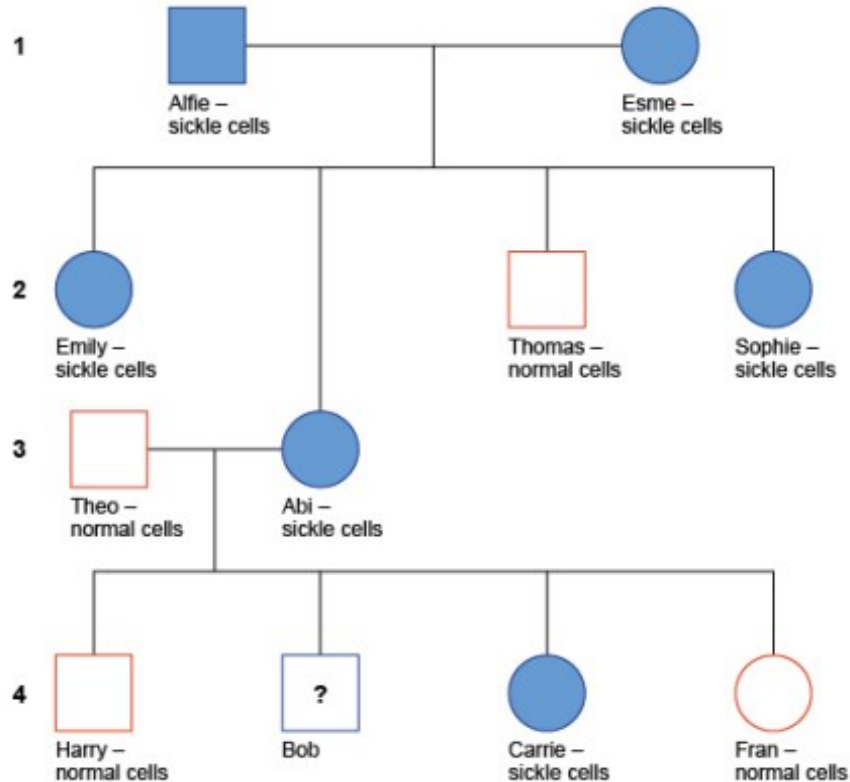 1
Alfie –
sickle cells
Esme –
sickle cells
2
Emily –
sickle cells
Thomas –
normal cells
Sophie –
sickle cells
3
Theo –
normal cells
Abi –
sickle cells
4
?
Harry –
normal cells
Bob
Carrie –
sickle cells
Fran –
normal cells